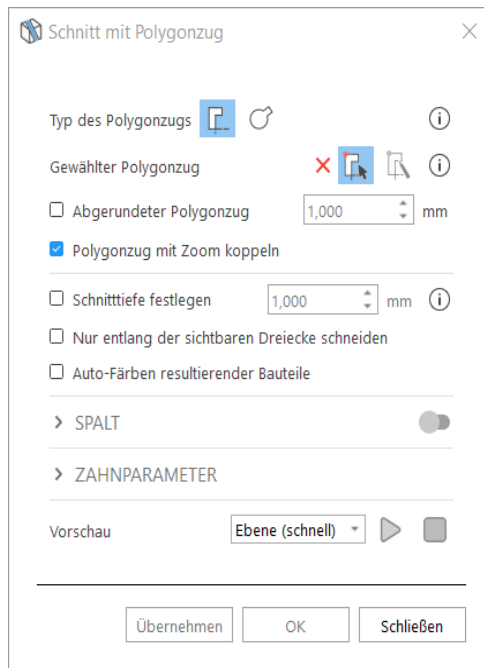 Schnitt mit Polygonzug
Typ des Polygonzugs
Gewählter Polygonzug
Abgerundeter Polygonzug 1,000 mm
Polygonzug mit Zoom koppeln
Schnitttiefe festlegen 1,000 mm
Nur entlang der sichtbaren Dreiecke schneiden
Auto-Färben resultierender Bauteile
SPALT
ZAHNPARAMETER
Vorschau Ebene (schnell)
Übernehmen OK Schließen